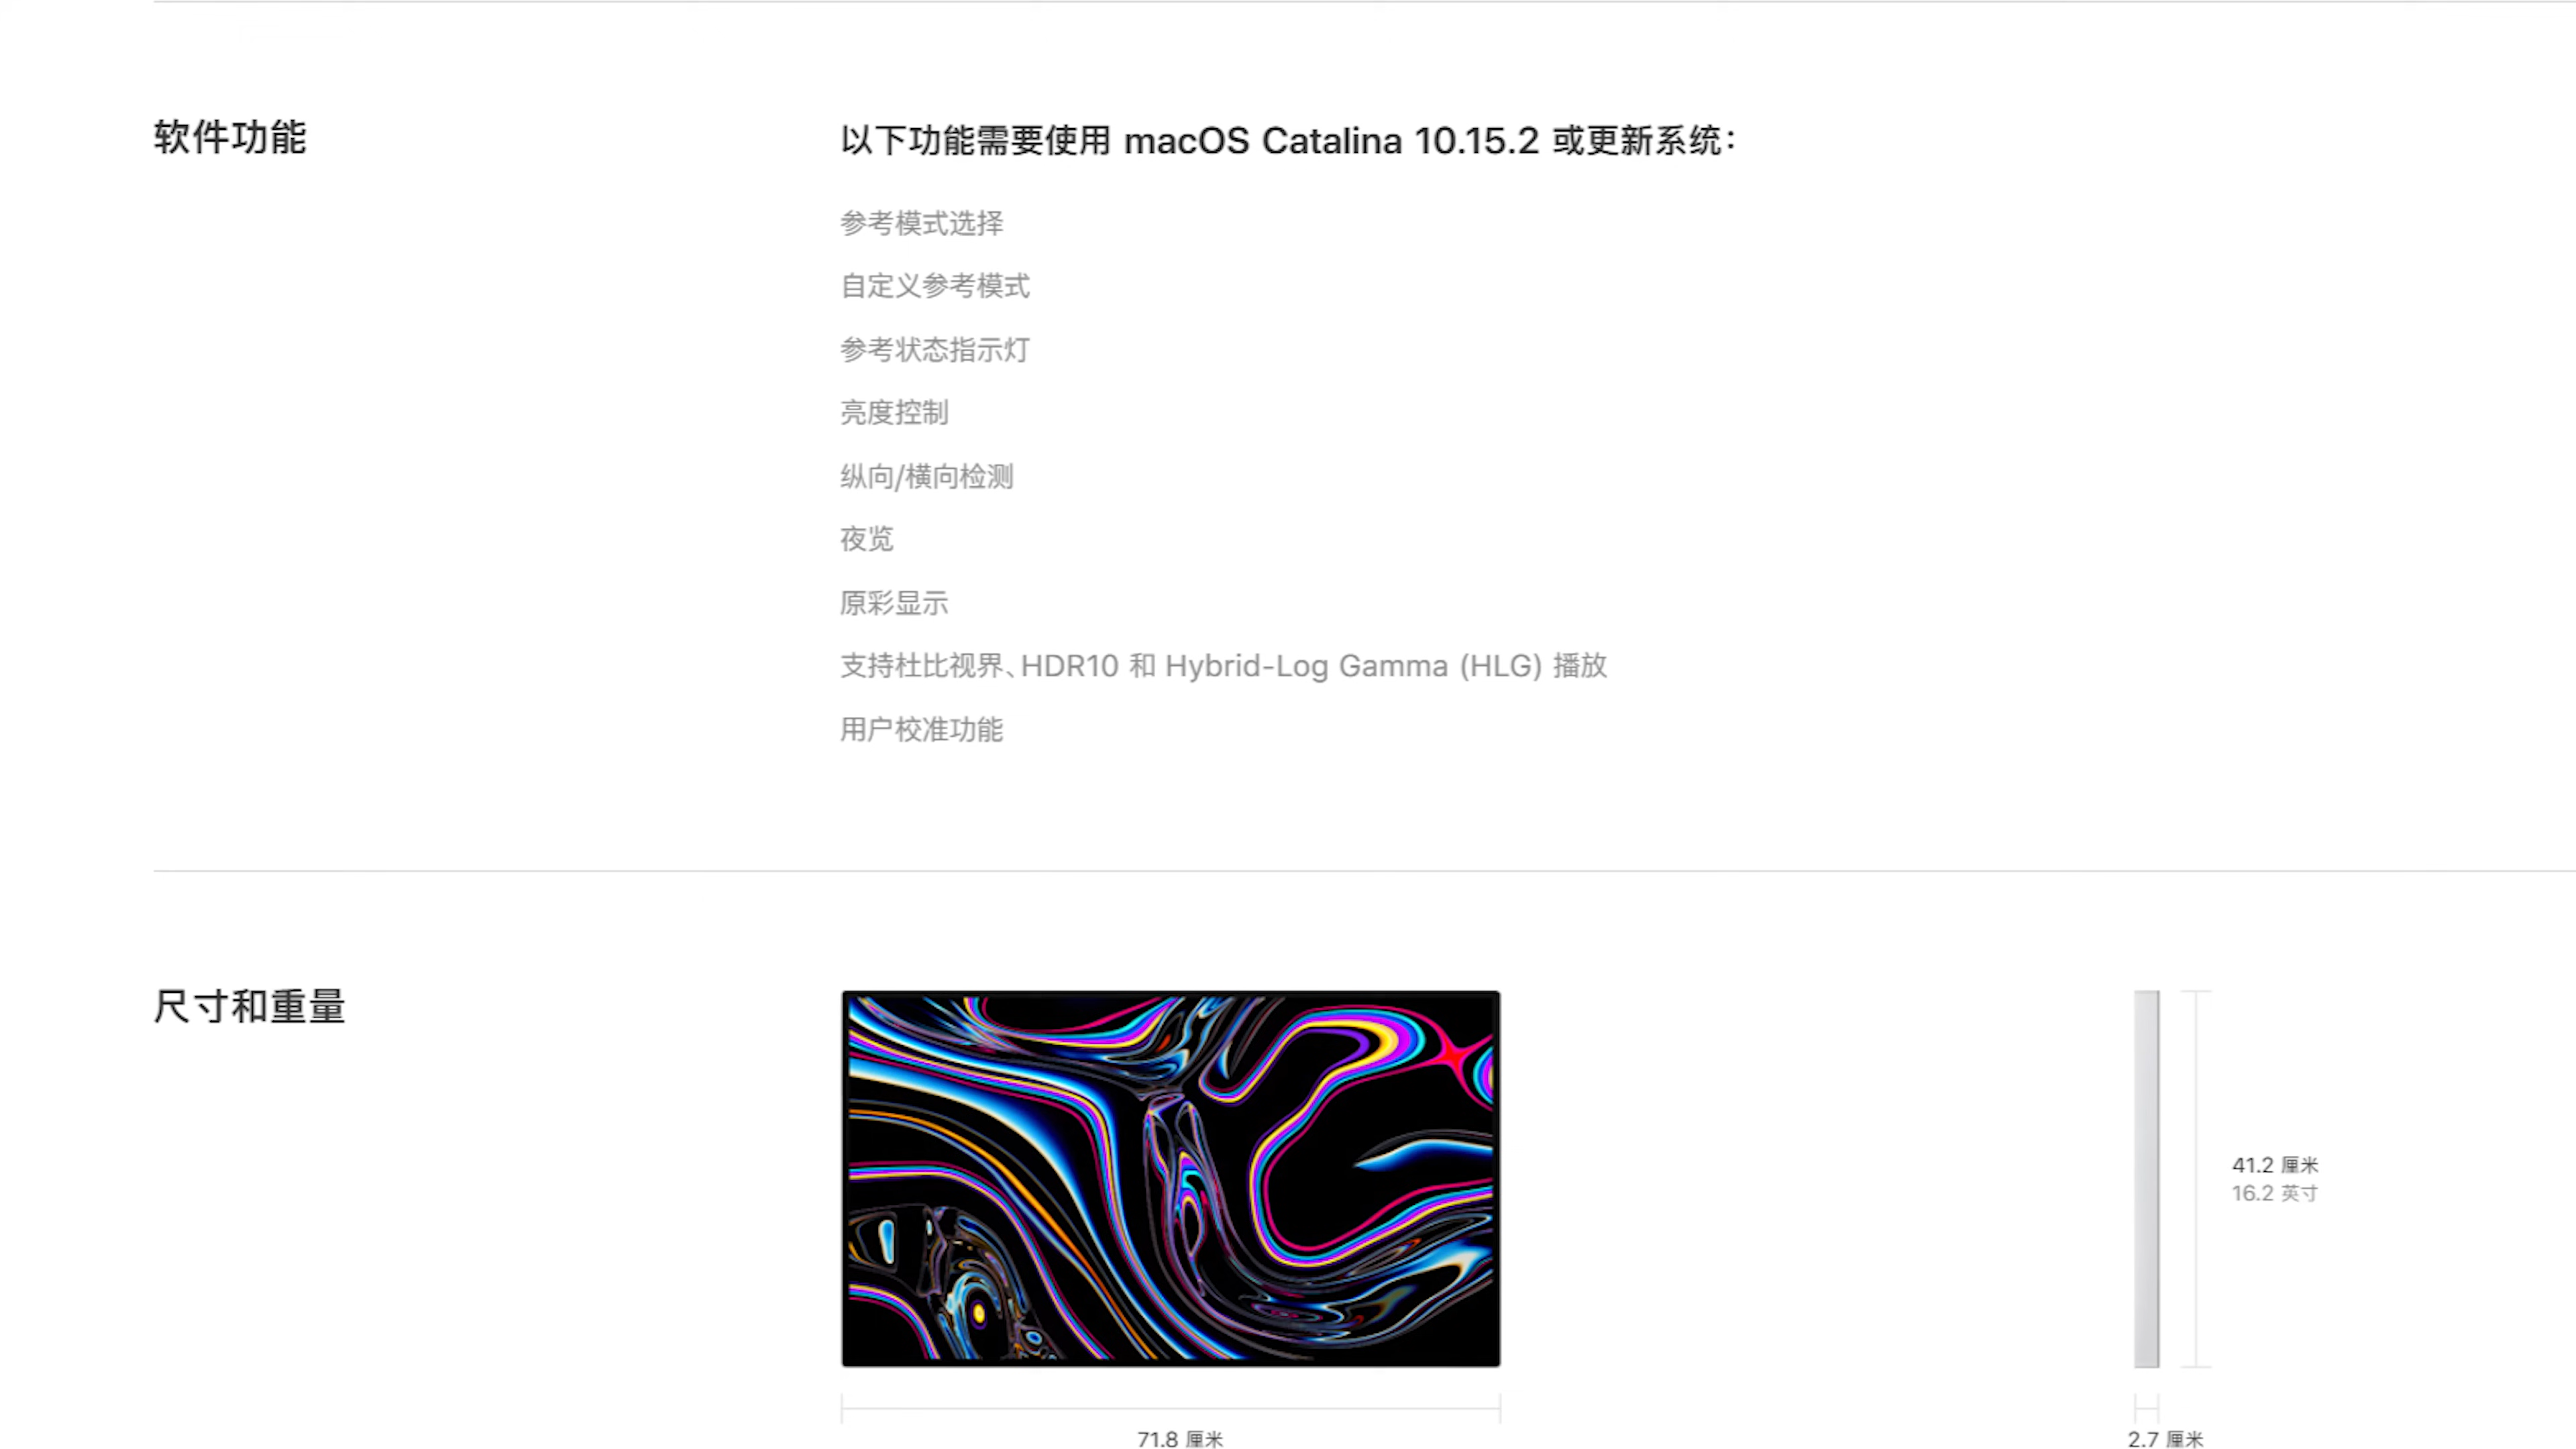 软件功能
以下功能需要使用 macOS Catalina 10.15.2 或更新系统：
参考模式选择
自定义参考模式
参考状态指示灯
亮度控制
纵向/横向检测
夜览
原彩显示
支持杜比视界、HDR10 和 Hybrid-Log Gamma (HLG) 播放
用户校准功能
尺寸和重量
41.2 厘米
16.2 英寸
71.8 厘米
2.7 厘米